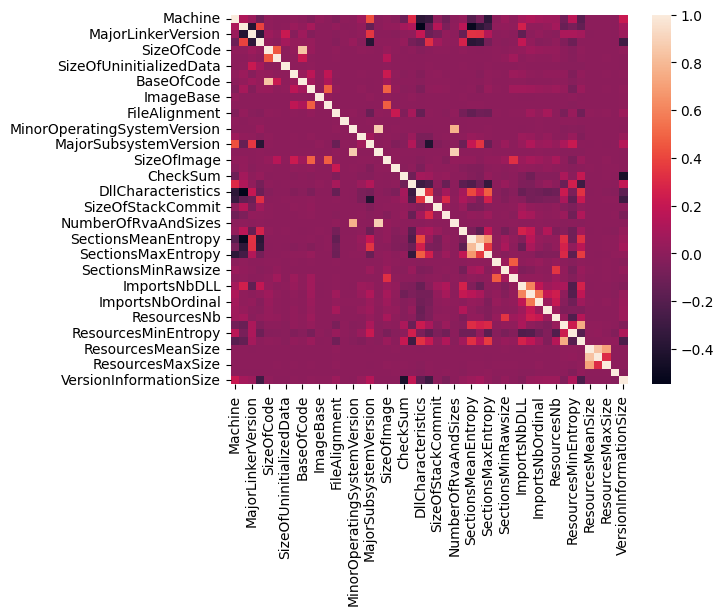 Machine
MajorLinkerVersion
SizeOfCode
SizeOfUninitializedData
BaseOfCode
ImageBase
FileAlignment
MinorOperatingSystemVersion
MajorSubsystemVersion
SizeOfImage
CheckSum
DllCharacteristics
SizeOfStackCommit
NumberOfRvaAndSizes
SectionsMeanEntropy
SectionsMaxEntropy
SectionsMinRawsize
ImportsNbDLL
ImportsNbOrdinal
ResourcesNb
ResourcesMinEntropy
ResourcesMeanSize
ResourcesMaxSize
VersionInformationSize
1.0
0.8
0.6
0.4
0.2
0.0
−0.2
−0.4
Machine
MajorLinkerVersion
SizeOfCode
SizeOfUninitializedData
BaseOfCode
ImageBase
FileAlignment
MinorOperatingSystemVersion
MajorSubsystemVersion
SizeOfImage
CheckSum
DllCharacteristics
SizeOfStackCommit
NumberOfRvaAndSizes
SectionsMeanEntropy
SectionsMaxEntropy
SectionsMinRawsize
ImportsNbDLL
ImportsNbOrdinal
ResourcesNb
ResourcesMinEntropy
ResourcesMeanSize
ResourcesMaxSize
VersionInformationSize